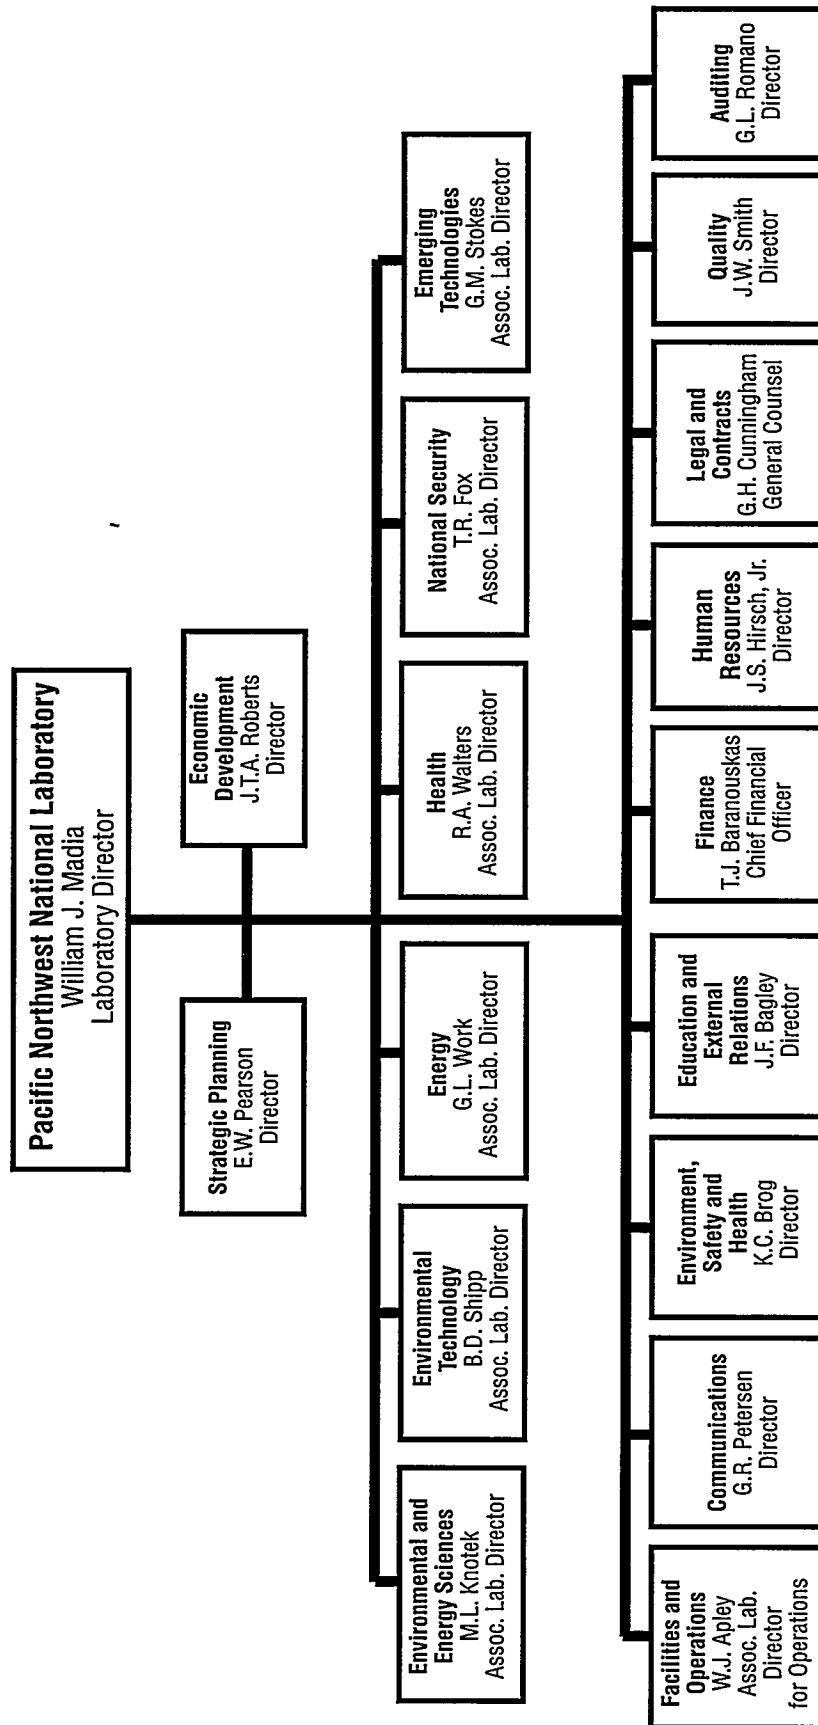 Pacific Northwest National Laboratory
William J. Madia
Laboratory Director
Strategic Planning
E.W. Pearson
Director
Economic
Development
J.T.A. Roberts
Director
Environmental and
Energy Sciences
M.L. Knotek
Assoc. Lab. Director
Environmental
Technology
B.D. Shipp
Assoc. Lab. Director
Energy
G.L. Work
Assoc. Lab. Director
Health
R.A. Walters
Assoc. Lab. Director
National Security
T.R. Fox
Assoc. Lab. Director
Emerging
Technologies
G.M. Stokes
Assoc. Lab. Director
Facilities and
Operations
W.J. Apley
Assoc. Lab.
Director
for Operations
Communications
G.R. Petersen
Director
Environment,
Safety and
Health
K.C. Brog
Director
Education and
External
Relations
J.F. Bagley
Director
Finance
T.J. Baranouskas
Chief Financial
Officer
Human
Resources
J.S. Hirsch, Jr.
Director
Legal and
Contracts
G.H. Cunningham
General Counsel
Quality
J.W. Smith
Director
Auditing
G.L. Romano
Director